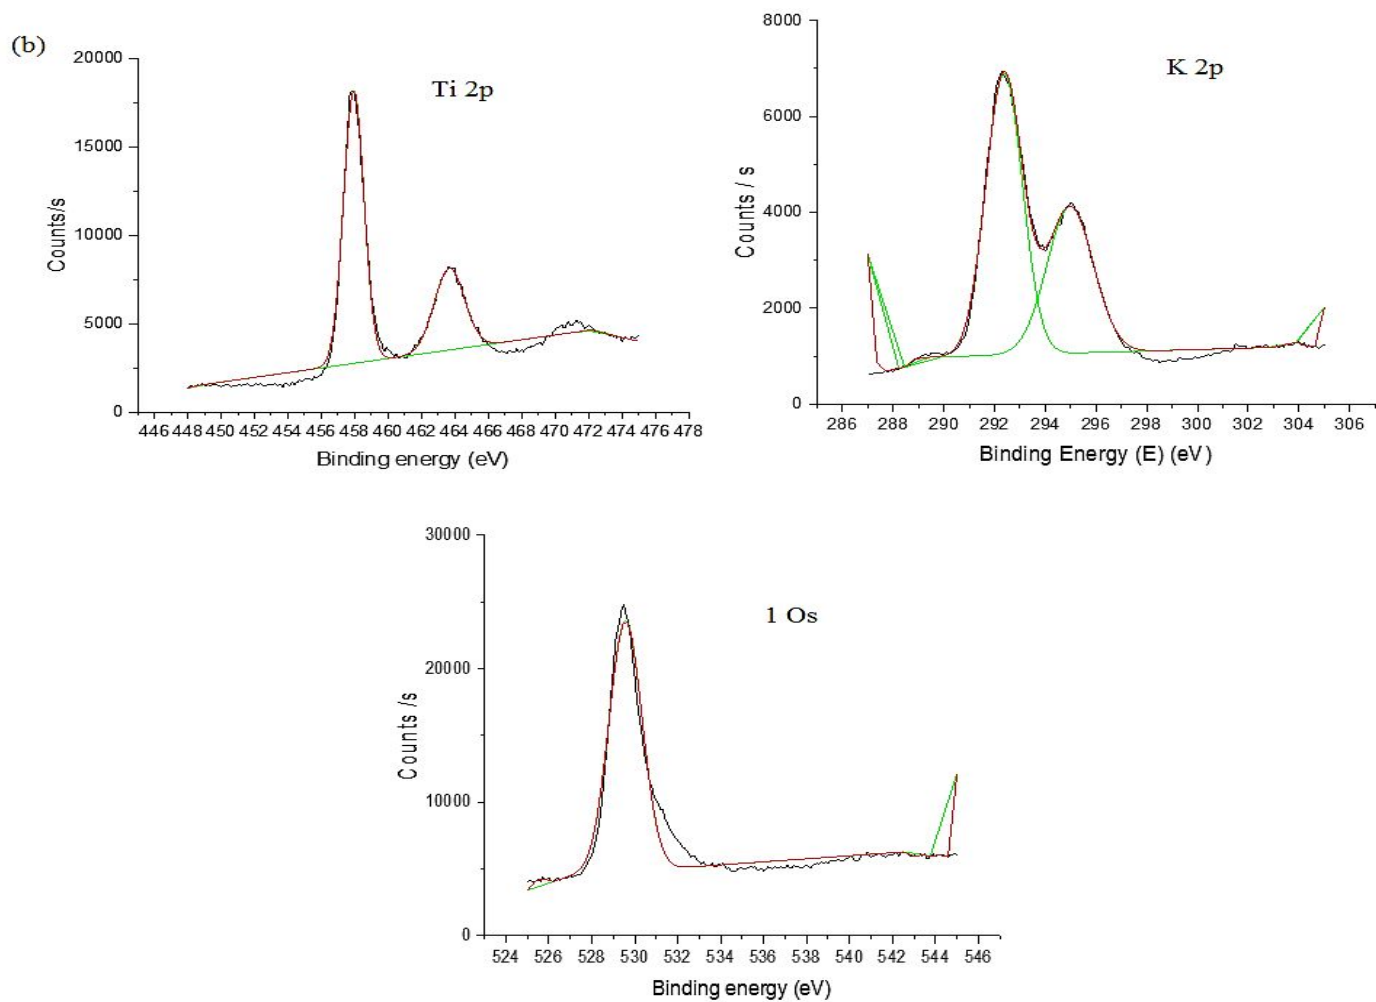 (b)
Ti 2p
20000
15000
10000
5000
0
Counts/s
446 448 450 452 454 456 458 460 462 464 466 468 470 472 474 476 478
Binding energy (eV)
K 2p
8000
6000
4000
2000
0
Counts / s
286 288 290 292 294 296 298 300 302 304 306
Binding Energy (E) (eV)
1 Os
30000
20000
10000
0
Counts /s
524 526 528 530 532 534 536 538 540 542 544 546
Binding energy (eV)